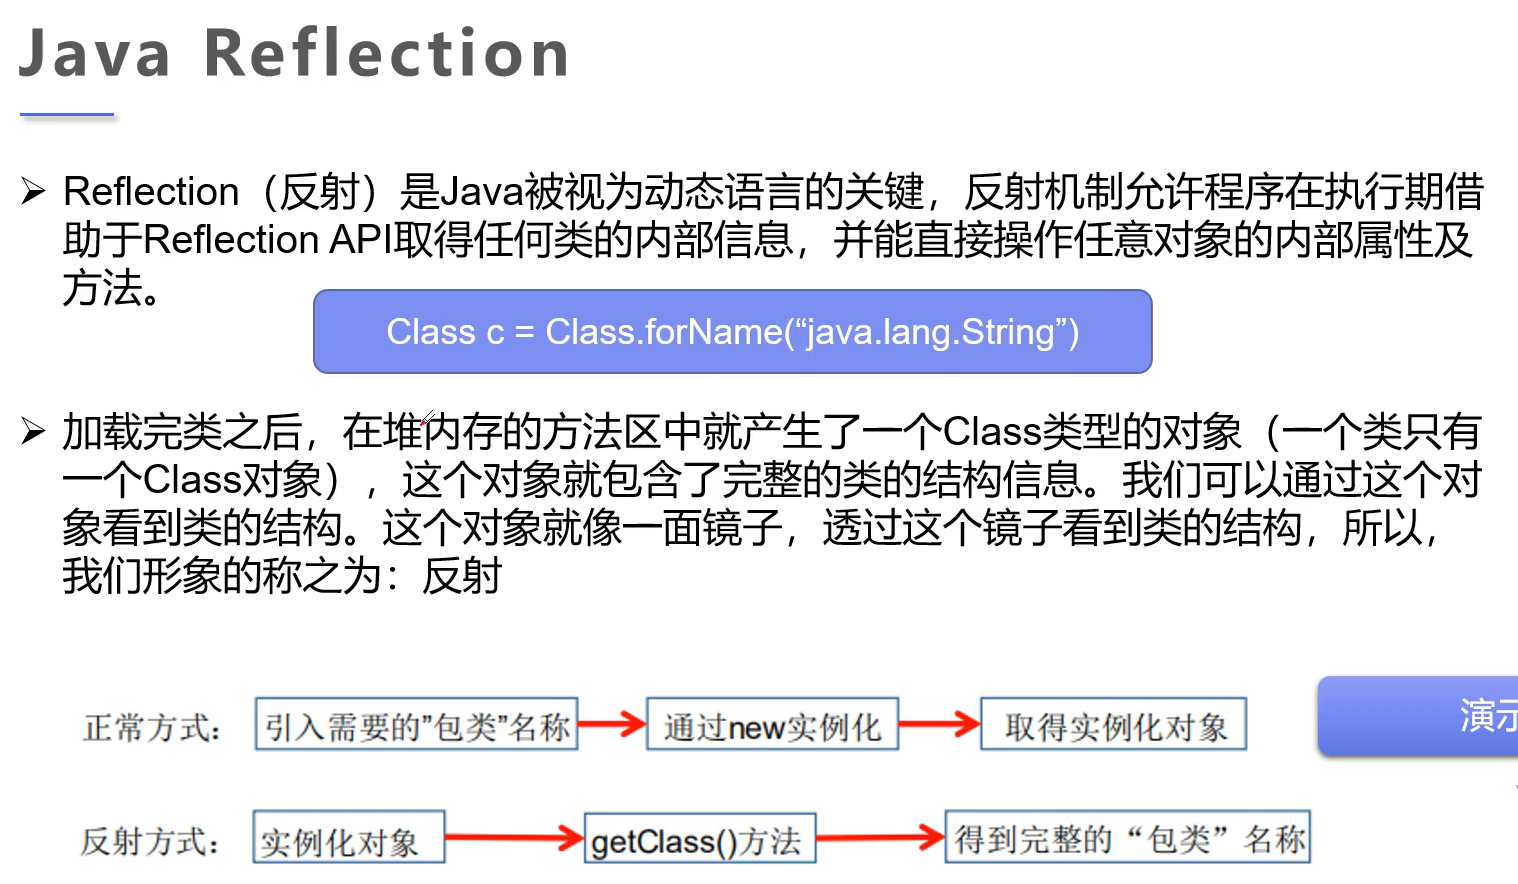 Java Reflection
Reflection（反射）是Java被视为动态语言的关键，反射机制允许程序在执行期借
助于Reflection API取得任何类的内部信息，并能直接操作任意对象的内部属性及
方法。
Class c = Class.forName(“java.lang.String”)
加载完类之后，在堆内存的方法区中就产生了一个Class类型的对象（一个类只有
一个Class对象），这个对象就包含了完整的类的结构信息。我们可以通过这个对
象看到类的结构。这个对象就像一面镜子，透过这个镜子看到类的结构，所以，
我们形象的称之为：反射
正常方式： 引入需要的”包类”名称 通过new实例化 取得实例化对象
演示
反射方式： 实例化对象 getClass()方法 得到完整的“包类”名称